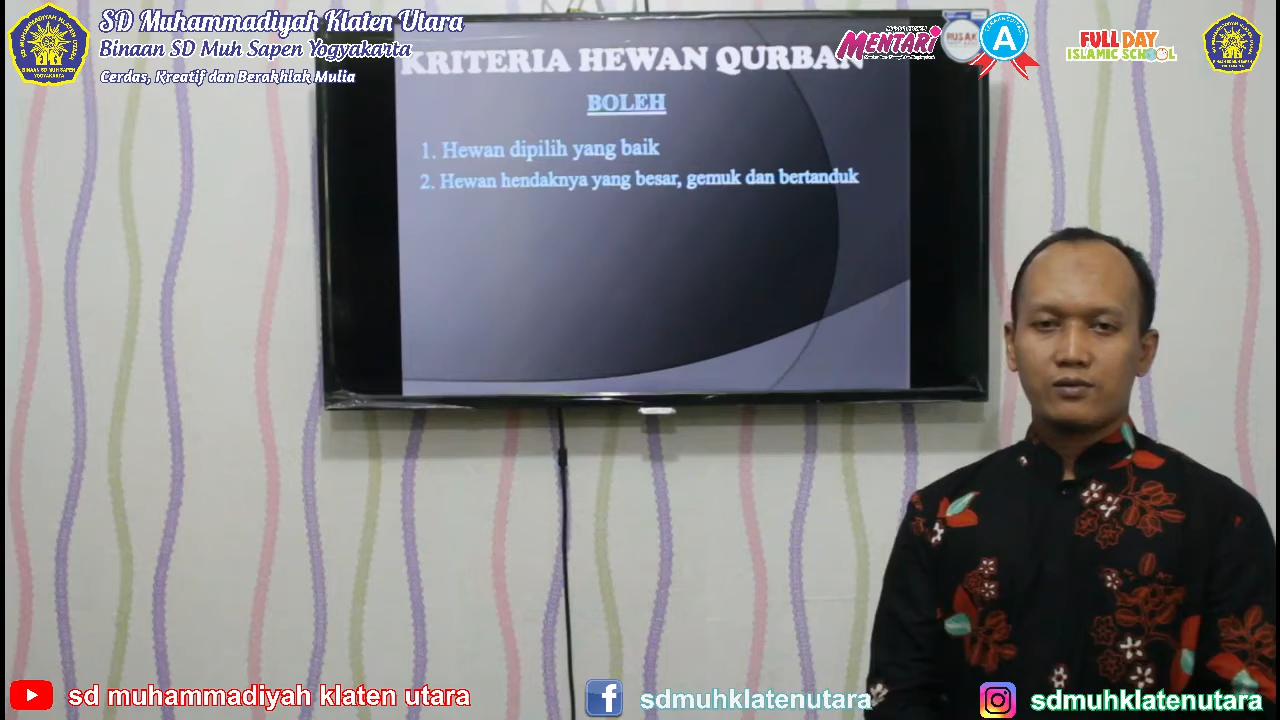 SD Muhammadiyah Klaten Utara
Binaan SD Muh Sapen Yogyakarta
Cerdas, Kreatif dan Berakhlak Mulia
MENTARI
A
FULL DAY
ISLAMIC SCHOOL
KRITERIA HEWAN QURBAN
BOLEH
1. Hewan dipilih yang baik
2. Hewan hendaknya yang besar, gemuk dan bertanduk
sd muhammadiyah klaten utara
sdmuhklatenutara
sdmuhklatenutara